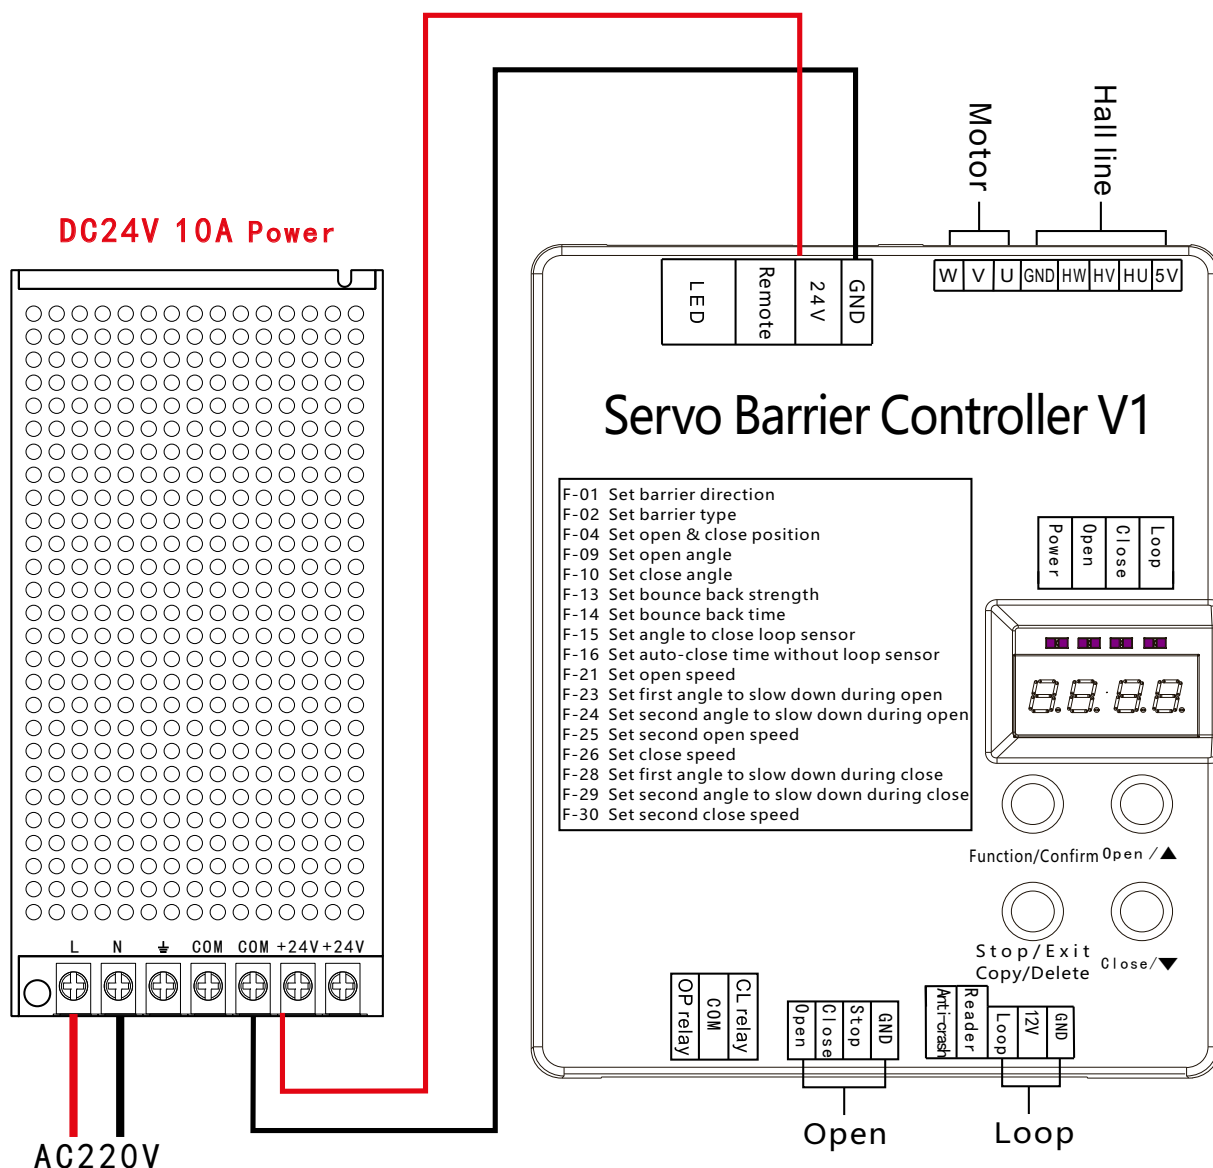 Motor
Hall line
DC24V 10A Power
LED
Remote
24V
GND
W V U GND HW HV HU 5V
Servo Barrier Controller V1
F-01 Set barrier direction
F-02 Set barrier type
F-04 Set open & close position
F-09 Set open angle
F-10 Set close angle
F-13 Set bounce back strength
F-14 Set bounce back time
F-15 Set angle to close loop sensor
F-16 Set auto-close time without loop sensor
F-21 Set open speed
F-23 Set first angle to slow down during open
F-24 Set second angle to slow down during open
F-25 Set second open speed
F-26 Set close speed
F-28 Set first angle to slow down during close
F-29 Set second angle to slow down during close
F-30 Set second close speed
Power
Open
Close
Loop
8.8.8.8.
Function/Confirm
Open /▲
Stop/Exit
Copy/Delete
Close/▼
L N ⏚ COM COM +24V +24V
OP relay
COM
CL relay
Open
Close
Stop
GND
Anti-crash
Reader
Loop
12V
GND
Open
Loop
AC220V